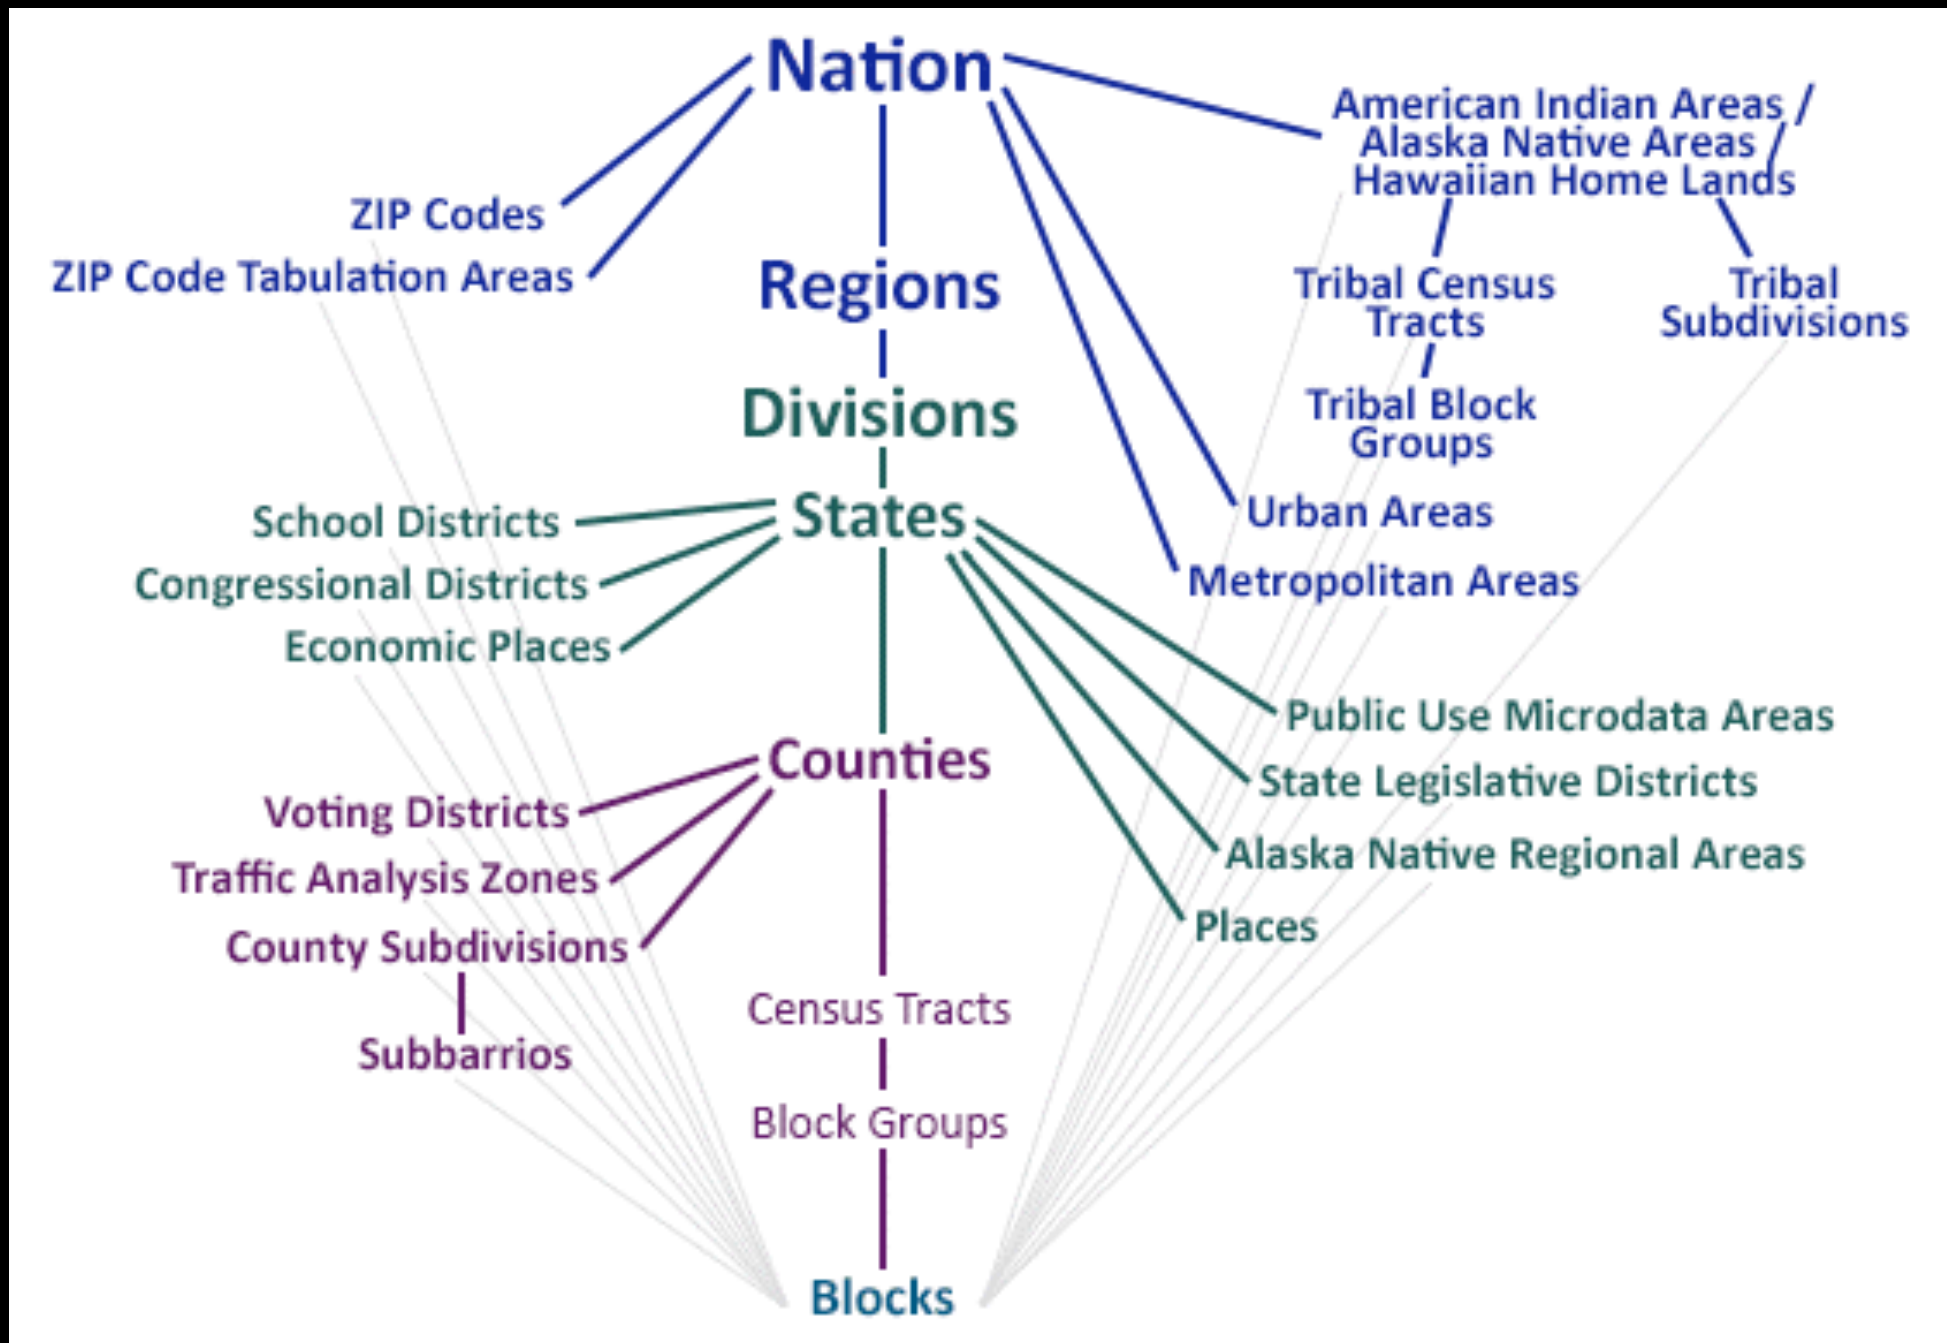 Nation
American Indian Areas /
Alaska Native Areas /
Hawaiian Home Lands
ZIP Codes
ZIP Code Tabulation Areas
Regions
Tribal Census
Tracts
Tribal
Subdivisions
Divisions
Tribal Block
Groups
States
Urban Areas
School Districts
Congressional Districts
Metropolitan Areas
Economic Places
Public Use Microdata Areas
Counties
State Legislative Districts
Voting Districts
Alaska Native Regional Areas
Traffic Analysis Zones
Places
County Subdivisions
Census Tracts
Subbarrios
Block Groups
Blocks